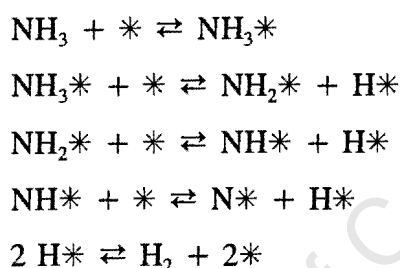 NH₃ + ✳ ⇄ NH₃✳
NH₃✳ + ✳ ⇄ NH₂✳ + H✳
NH₂✳ + ✳ ⇄ NH✳ + H✳
NH✳ + ✳ ⇄ N✳ + H✳
2 H✳ ⇄ H₂ + 2✳